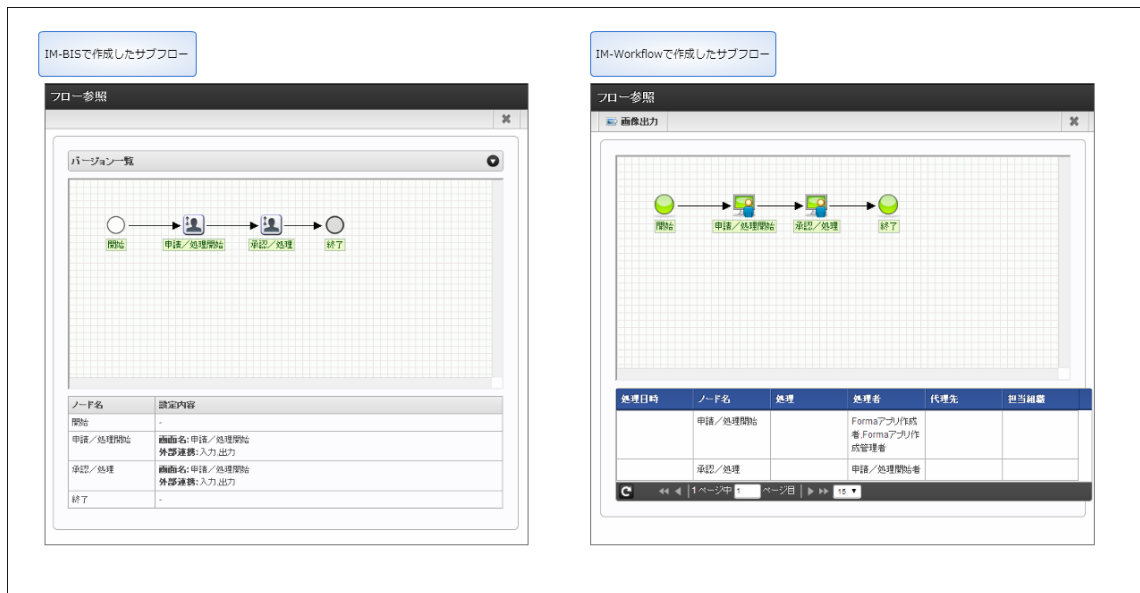 IM-BISで作成したサブフロー
フロー参照
バージョン一覧
開始
申請／処理開始
承認／処理
終了
ノード名 設定内容
開始 -
申請／処理開始 画面名:申請／処理開始
外部連携:入力,出力
承認／処理 画面名:申請／処理開始
外部連携:入力,出力
終了 -
IM-Workflowで作成したサブフロー
フロー参照
画像出力
開始
申請／処理開始
承認／処理
終了
処理日時 ノード名 処理 処理者 代理先 担当組織
申請／処理開始 Formaアプリ作成
者,Formaアプリ作
成管理者
承認／処理 申請／処理開始者
1ページ中 1 ページ目 15